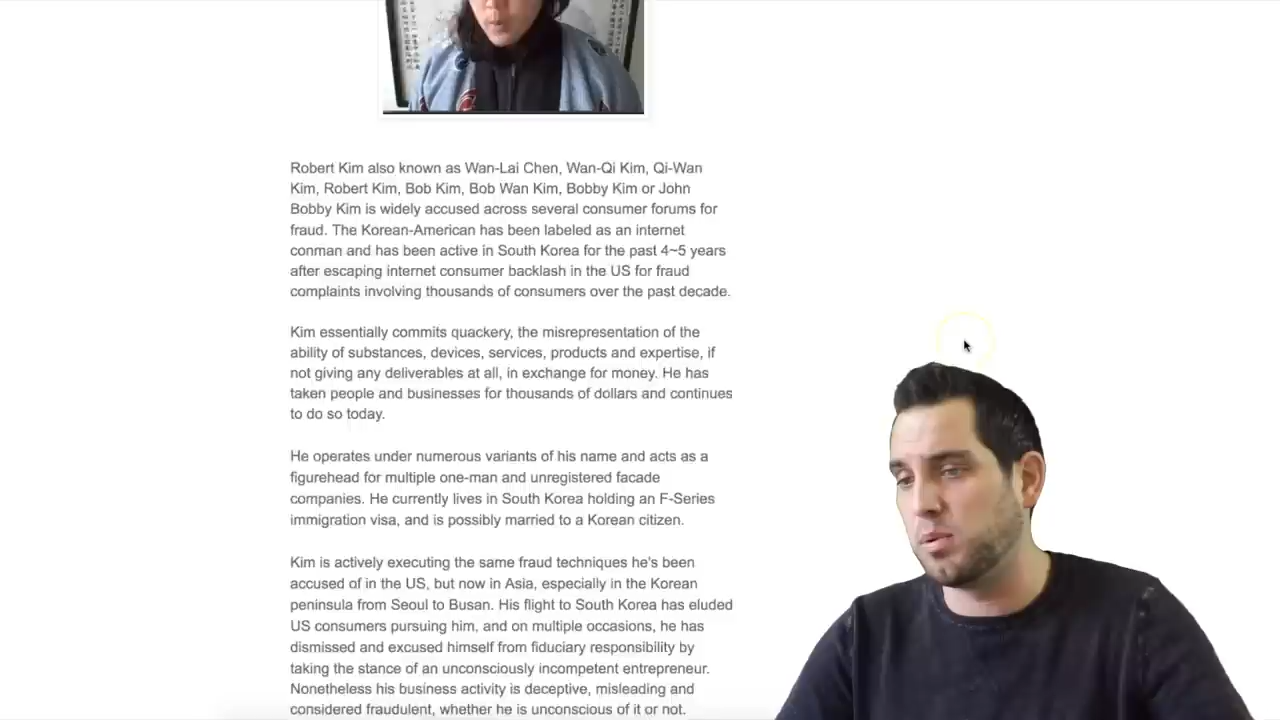 Robert Kim also known as Wan-Lai Chen, Wan-Qi Kim, Qi-Wan
Kim, Robert Kim, Bob Kim, Bob Wan Kim, Bobby Kim or John
Bobby Kim is widely accused across several consumer forums for
fraud. The Korean-American has been labeled as an internet
conman and has been active in South Korea for the past 4~5 years
after escaping internet consumer backlash in the US for fraud
complaints involving thousands of consumers over the past decade.
Kim essentially commits quackery, the misrepresentation of the
ability of substances, devices, services, products and expertise, if
not giving any deliverables at all, in exchange for money. He has
taken people and businesses for thousands of dollars and continues
to do so today.
He operates under numerous variants of his name and acts as a
figurehead for multiple one-man and unregistered facade
companies. He currently lives in South Korea holding an F-Series
immigration visa, and is possibly married to a Korean citizen.
Kim is actively executing the same fraud techniques he's been
accused of in the US, but now in Asia, especially in the Korean
peninsula from Seoul to Busan. His flight to South Korea has eluded
US consumers pursuing him, and on multiple occasions, he has
dismissed and excused himself from fiduciary responsibility by
taking the stance of an unconsciously incompetent entrepreneur.
Nonetheless his business activity is deceptive, misleading and
considered fraudulent, whether he is unconscious of it or not.